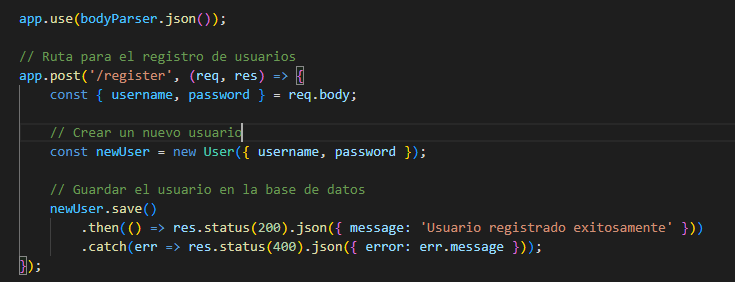 app.use(bodyParser.json());
// Ruta para el registro de usuarios
app.post('/register', (req, res) => {
const { username, password } = req.body;
// Crear un nuevo usuario
const newUser = new User({ username, password });
// Guardar el usuario en la base de datos
newUser.save()
.then(() => res.status(200).json({ message: 'Usuario registrado exitosamente' }))
.catch(err => res.status(400).json({ error: err.message }));
});